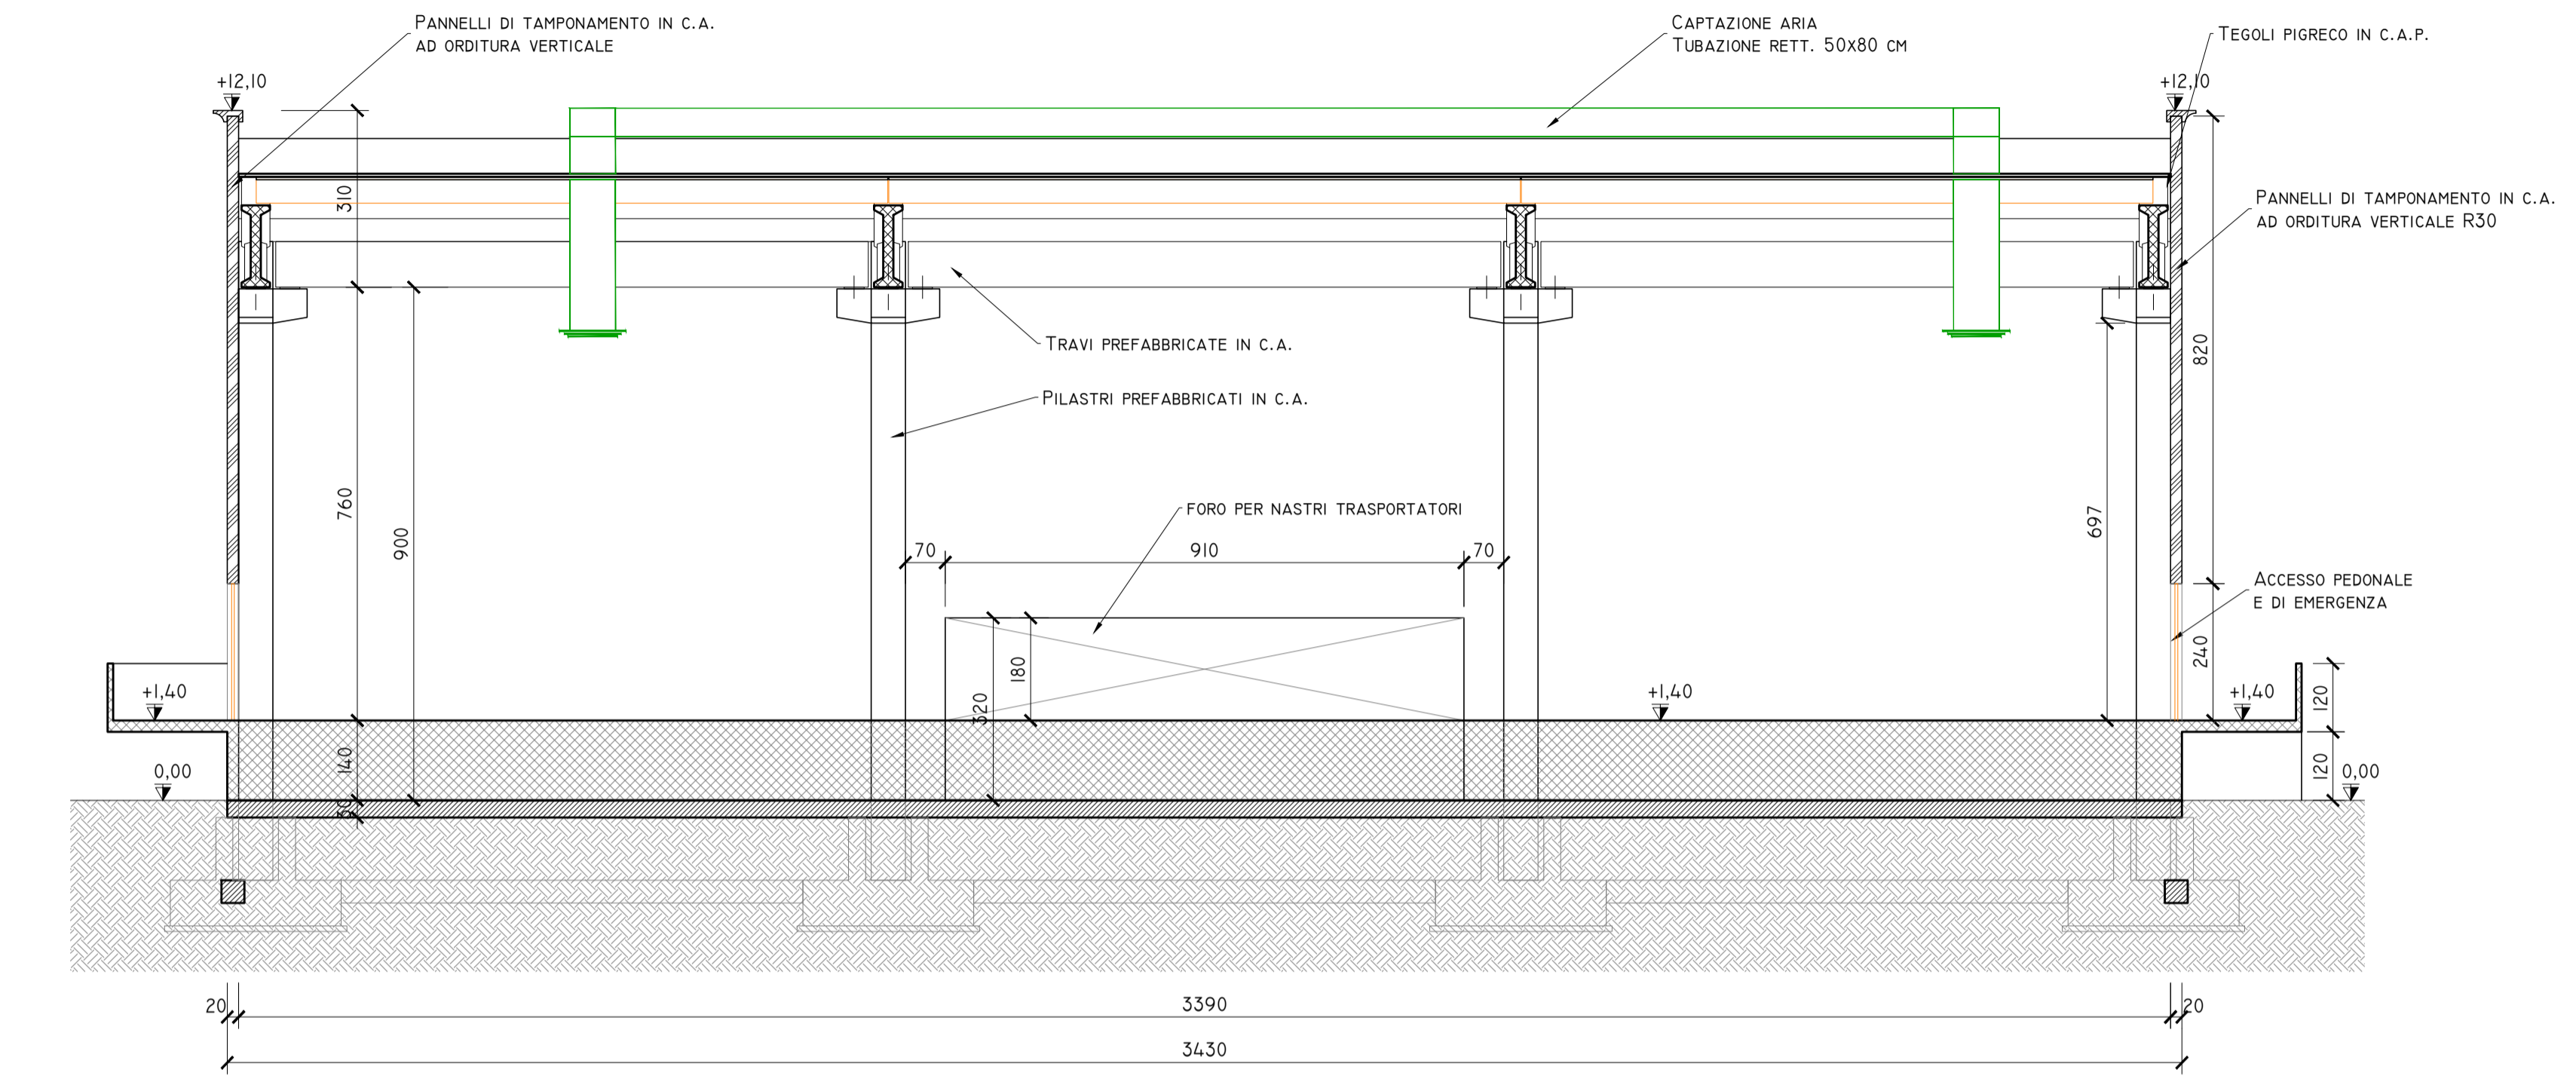 PANNELLI DI TAMPONAMENTO IN C.A.
AD ORDITURA VERTICALE
CAPTAZIONE ARIA
TUBAZIONE RETT. 50X80 CM
TEGOLI PIGRECO IN C.A.P.
+12,10
+12,10
310
PANNELLI DI TAMPONAMENTO IN C.A.
AD ORDITURA VERTICALE R30
TRAVI PREFABBRICATE IN C.A.
820
PILASTRI PREFABBRICATI IN C.A.
760
900
FORO PER NASTRI TRASPORTATORI
697
70
910
70
ACCESSO PEDONALE
E DI EMERGENZA
240
180
320
+1,40
+1,40
+1,40
120
140
120
0,00
0,00
30
20
3390
20
3430